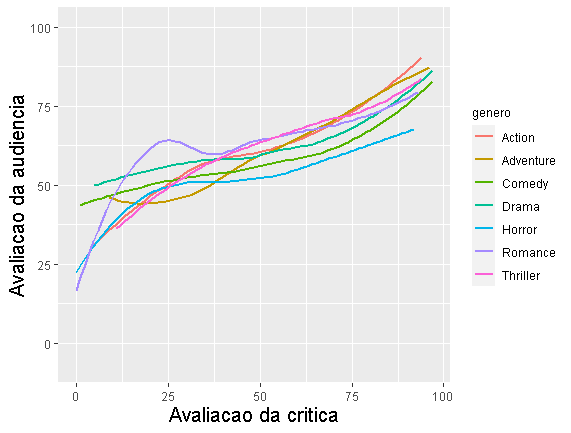 100
75
50
25
0
Avaliacao da audiencia
0 25 50 75 100
Avaliacao da critica
genero
Action
Adventure
Comedy
Drama
Horror
Romance
Thriller